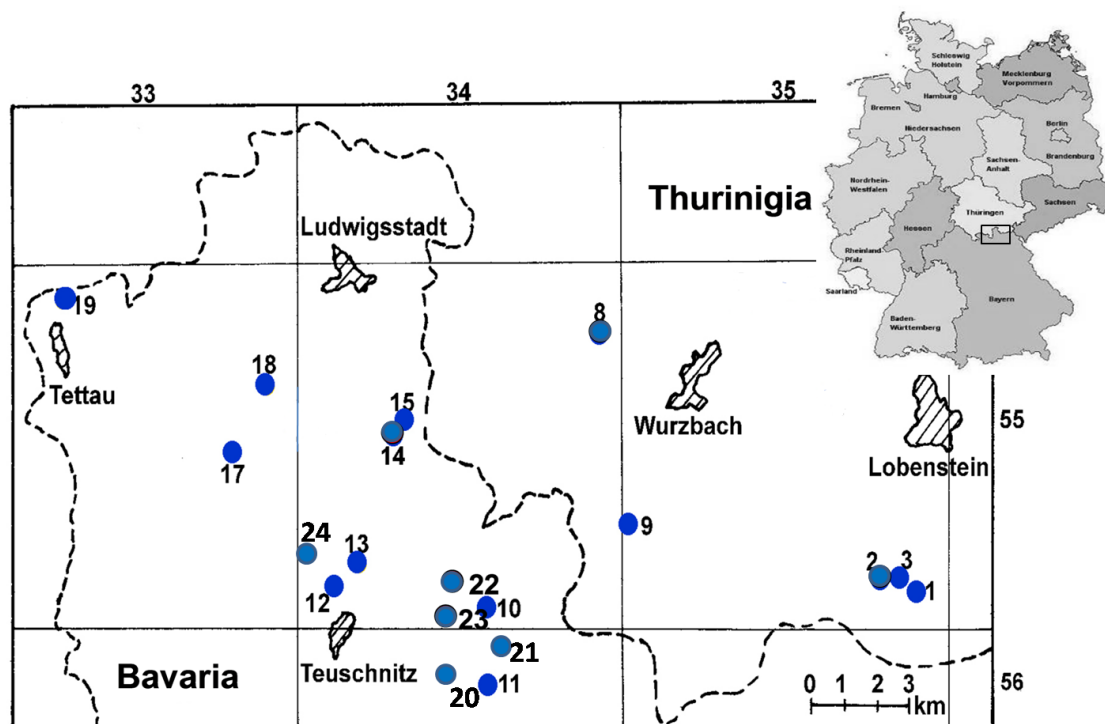 33
34
35
Thurinigia
Ludwigsstadt
19
Tettau
18
17
15
14
8
Wurzbach
55
Lobenstein
9
24
13
12
22
10
23
2
3
1
Teuschnitz
21
Bavaria
20
11
56
0 1 2 3
km
Schleswig
Holstein
Mecklenburg
Vorpommern
Hamburg
Bremen
Niedersachsen
Berlin
Brandenburg
Sachsen-
Anhalt
Nordrhein-
Westfalen
Sachsen
Thüringen
Hessen
Rheinland
Pfalz
Saarland
Bayern
Baden-
Württemberg